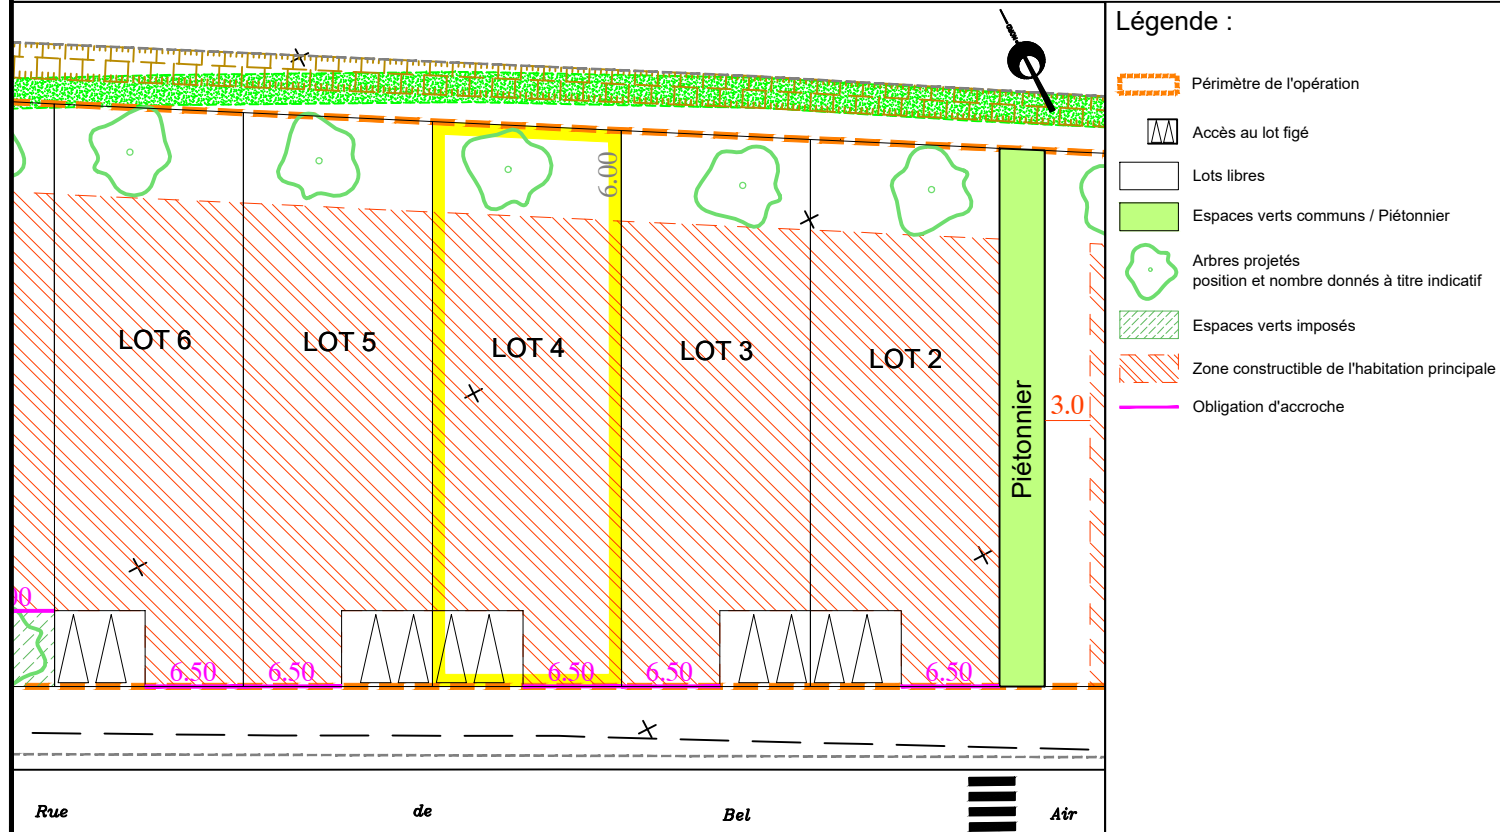 Légende :
Périmètre de l'opération
Accès au lot figé
Lots libres
Espaces verts communs / Piétonnier
Arbres projetés
position et nombre donnés à titre indicatif
Espaces verts imposés
Zone constructible de l'habitation principale
Obligation d'accroche
6.00
LOT 6
LOT 5
LOT 4
LOT 3
LOT 2
Piétonnier
3.0
00
6.50
6.50
6.50
6.50
6.50
Rue de Bel Air